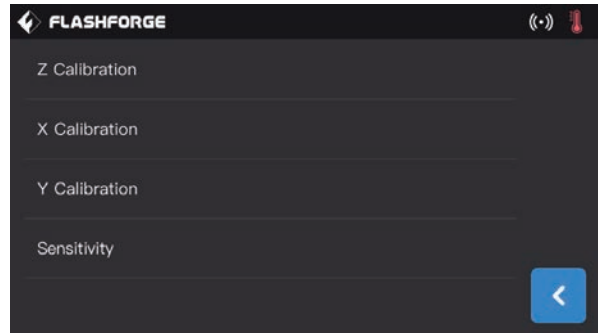 FLASHFORGE
Z Calibration
X Calibration
Y Calibration
Sensitivity